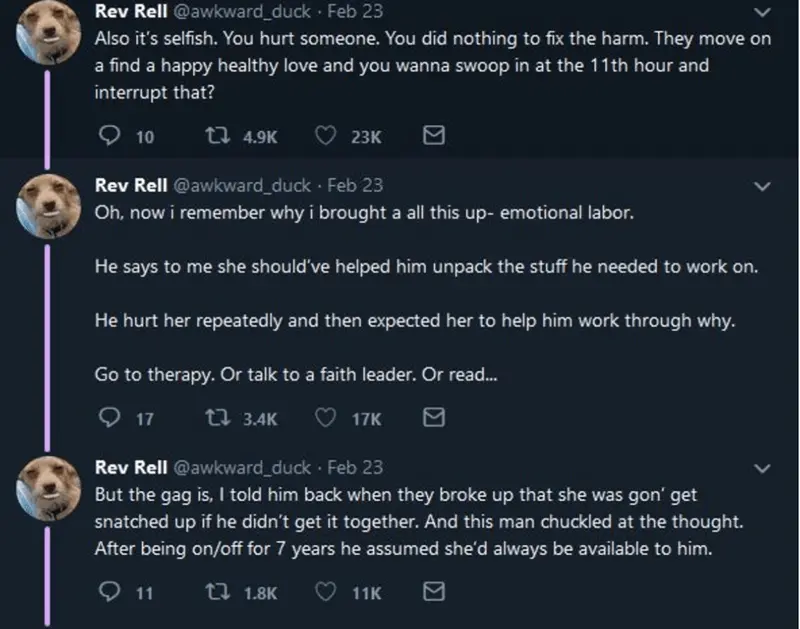 Rev Rell @awkward_duck · Feb 23
Also it's selfish. You hurt someone. You did nothing to fix the harm. They move on
a find a happy healthy love and you wanna swoop in at the 11th hour and
interrupt that?
10 4.9K 23K
Rev Rell @awkward_duck · Feb 23
Oh, now i remember why i brought a all this up- emotional labor.
He says to me she should've helped him unpack the stuff he needed to work on.
He hurt her repeatedly and then expected her to help him work through why.
Go to therapy. Or talk to a faith leader. Or read...
17 3.4K 17K
Rev Rell @awkward_duck · Feb 23
But the gag is, I told him back when they broke up that she was gon' get
snatched up if he didn't get it together. And this man chuckled at the thought.
After being on/off for 7 years he assumed she'd always be available to him.
11 1.8K 11K